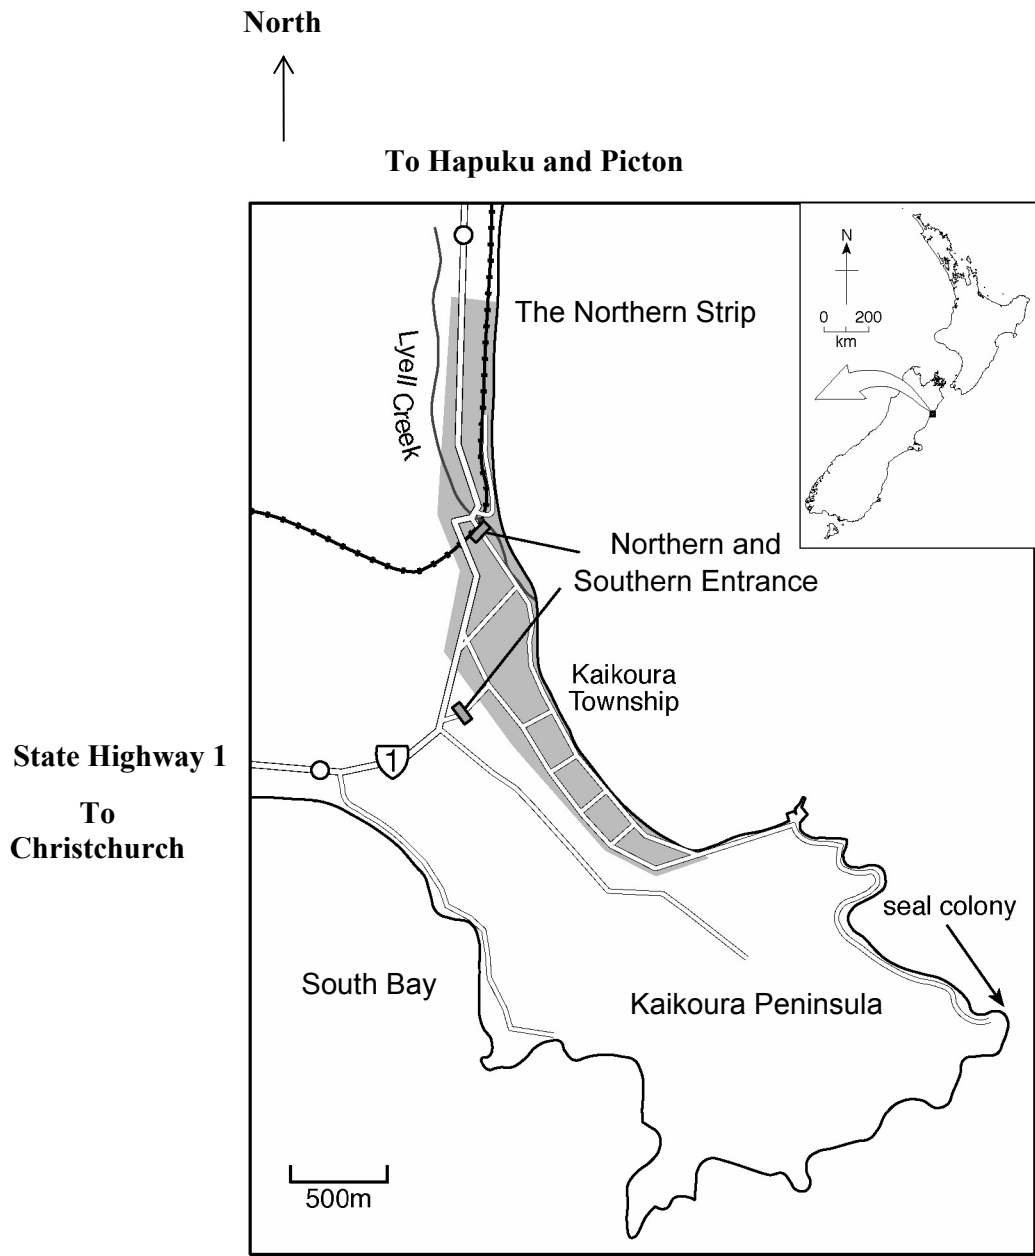 North
To Hapuku and Picton
N
0 200
km
The Northern Strip
Lyell Creek
Northern and
Southern Entrance
Kaikoura
Township
State Highway 1
1
To
Christchurch
seal colony
South Bay
Kaikoura Peninsula
500m